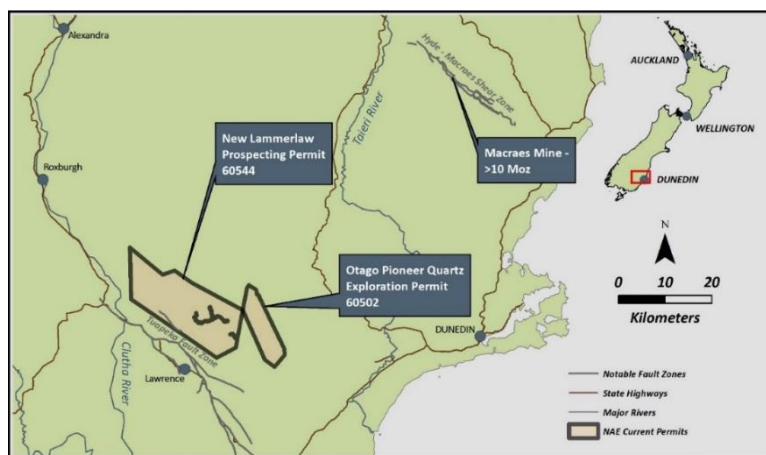 Alexandra
Hyde - Macraes Shear Zone
AUCKLAND
Taieri River
WELLINGTON
New Lammerlaw
Prospecting Permit
60544
Macraes Mine -
>10 Moz
Roxburgh
DUNEDIN
N
Otago Pioneer Quartz
Exploration Permit
60502
0 10 20
Kilometers
Tuapeka Fault Zone
DUNEDIN
Clutha River
Lawrence
Notable Fault Zones
State Highways
Major Rivers
NAE Current Permits